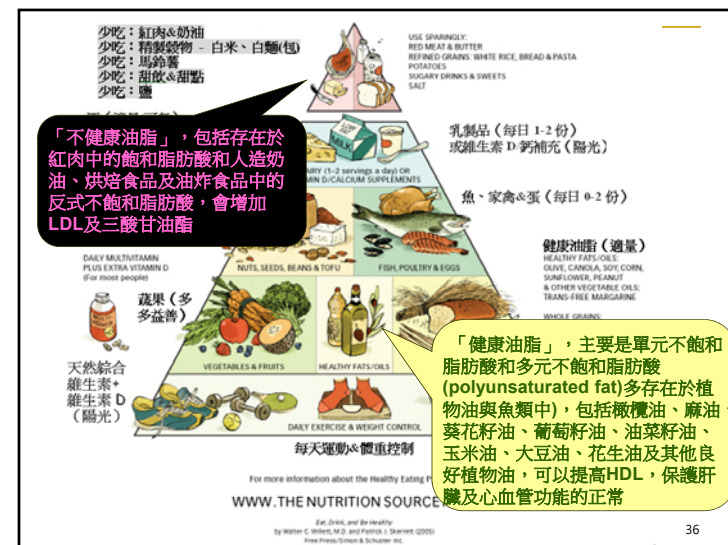 少吃：紅肉&奶油
少吃：精製穀物 – 白米、白麵(包)
少吃：馬鈴薯
少吃：甜飲&甜點
少吃：鹽
USE SPARINGLY:
RED MEAT & BUTTER
REFINED GRAINS: WHITE RICE, BREAD & PASTA
POTATOES
SUGARY DRINKS & SWEETS
SALT
「不健康油脂」，包括存在於
紅肉中的飽和脂肪酸和人造奶
油、烘焙食品及油炸食品中的
反式不飽和脂肪酸，會增加
LDL及三酸甘油酯
MILK
(1–2 servings a day) OR
D/CALCIUM SUPPLEMENTS
乳製品（每日 1-2 份）
或維生素 D/鈣補充（陽光）
魚、家禽&蛋（每日 0-2 份）
NUTS, SEEDS, BEANS & TOFU
FISH, POULTRY & EGGS
健康油脂（適量）
HEALTHY FATS/OILS:
OLIVE, CANOLA, SOY, CORN,
SUNFLOWER, PEANUT
& OTHER VEGETABLE OILS;
TRANS-FREE MARGARINE
WHOLE GRAINS:
DAILY MULTIVITAMIN
PLUS EXTRA VITAMIN D
(For most people)
蔬果（多
多益善）
VEGETABLES & FRUITS
HEALTHY FATS/OILS
天然綜合
維生素+
維生素 D
（陽光）
「健康油脂」，主要是單元不飽和
脂肪酸和多元不飽和脂肪酸
(polyunsaturated fat)多存在於植
物油與魚類中)，包括橄欖油、麻油、
葵花籽油、葡萄籽油、油菜籽油、
玉米油、大豆油、花生油及其他良
好植物油，可以提高HDL，保護肝
臟及心血管功能的正常
DAILY EXERCISE & WEIGHT CONTROL
每天運動&體重控制
For more information about the Healthy Eating
WWW.THE NUTRITION SOURCE
Eat, Drink, and Be Healthy
by Walter C. Willett, M.D. and Patrick J. Skerrett (2005)
Free Press/Simon & Schuster Inc.
36